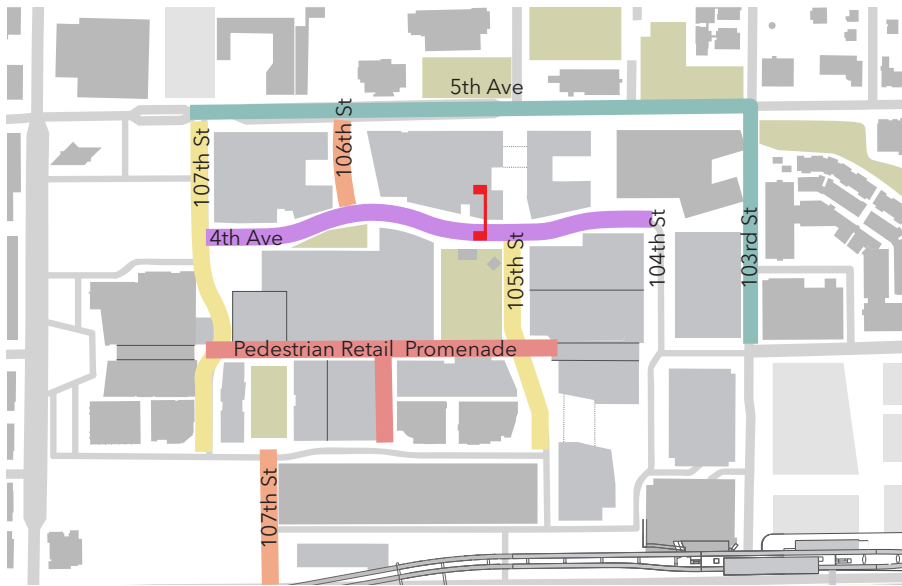 5th Ave
106th St
107th St
4th Ave
105th St
104th St
103rd St
Pedestrian Retail Promenade
107th St